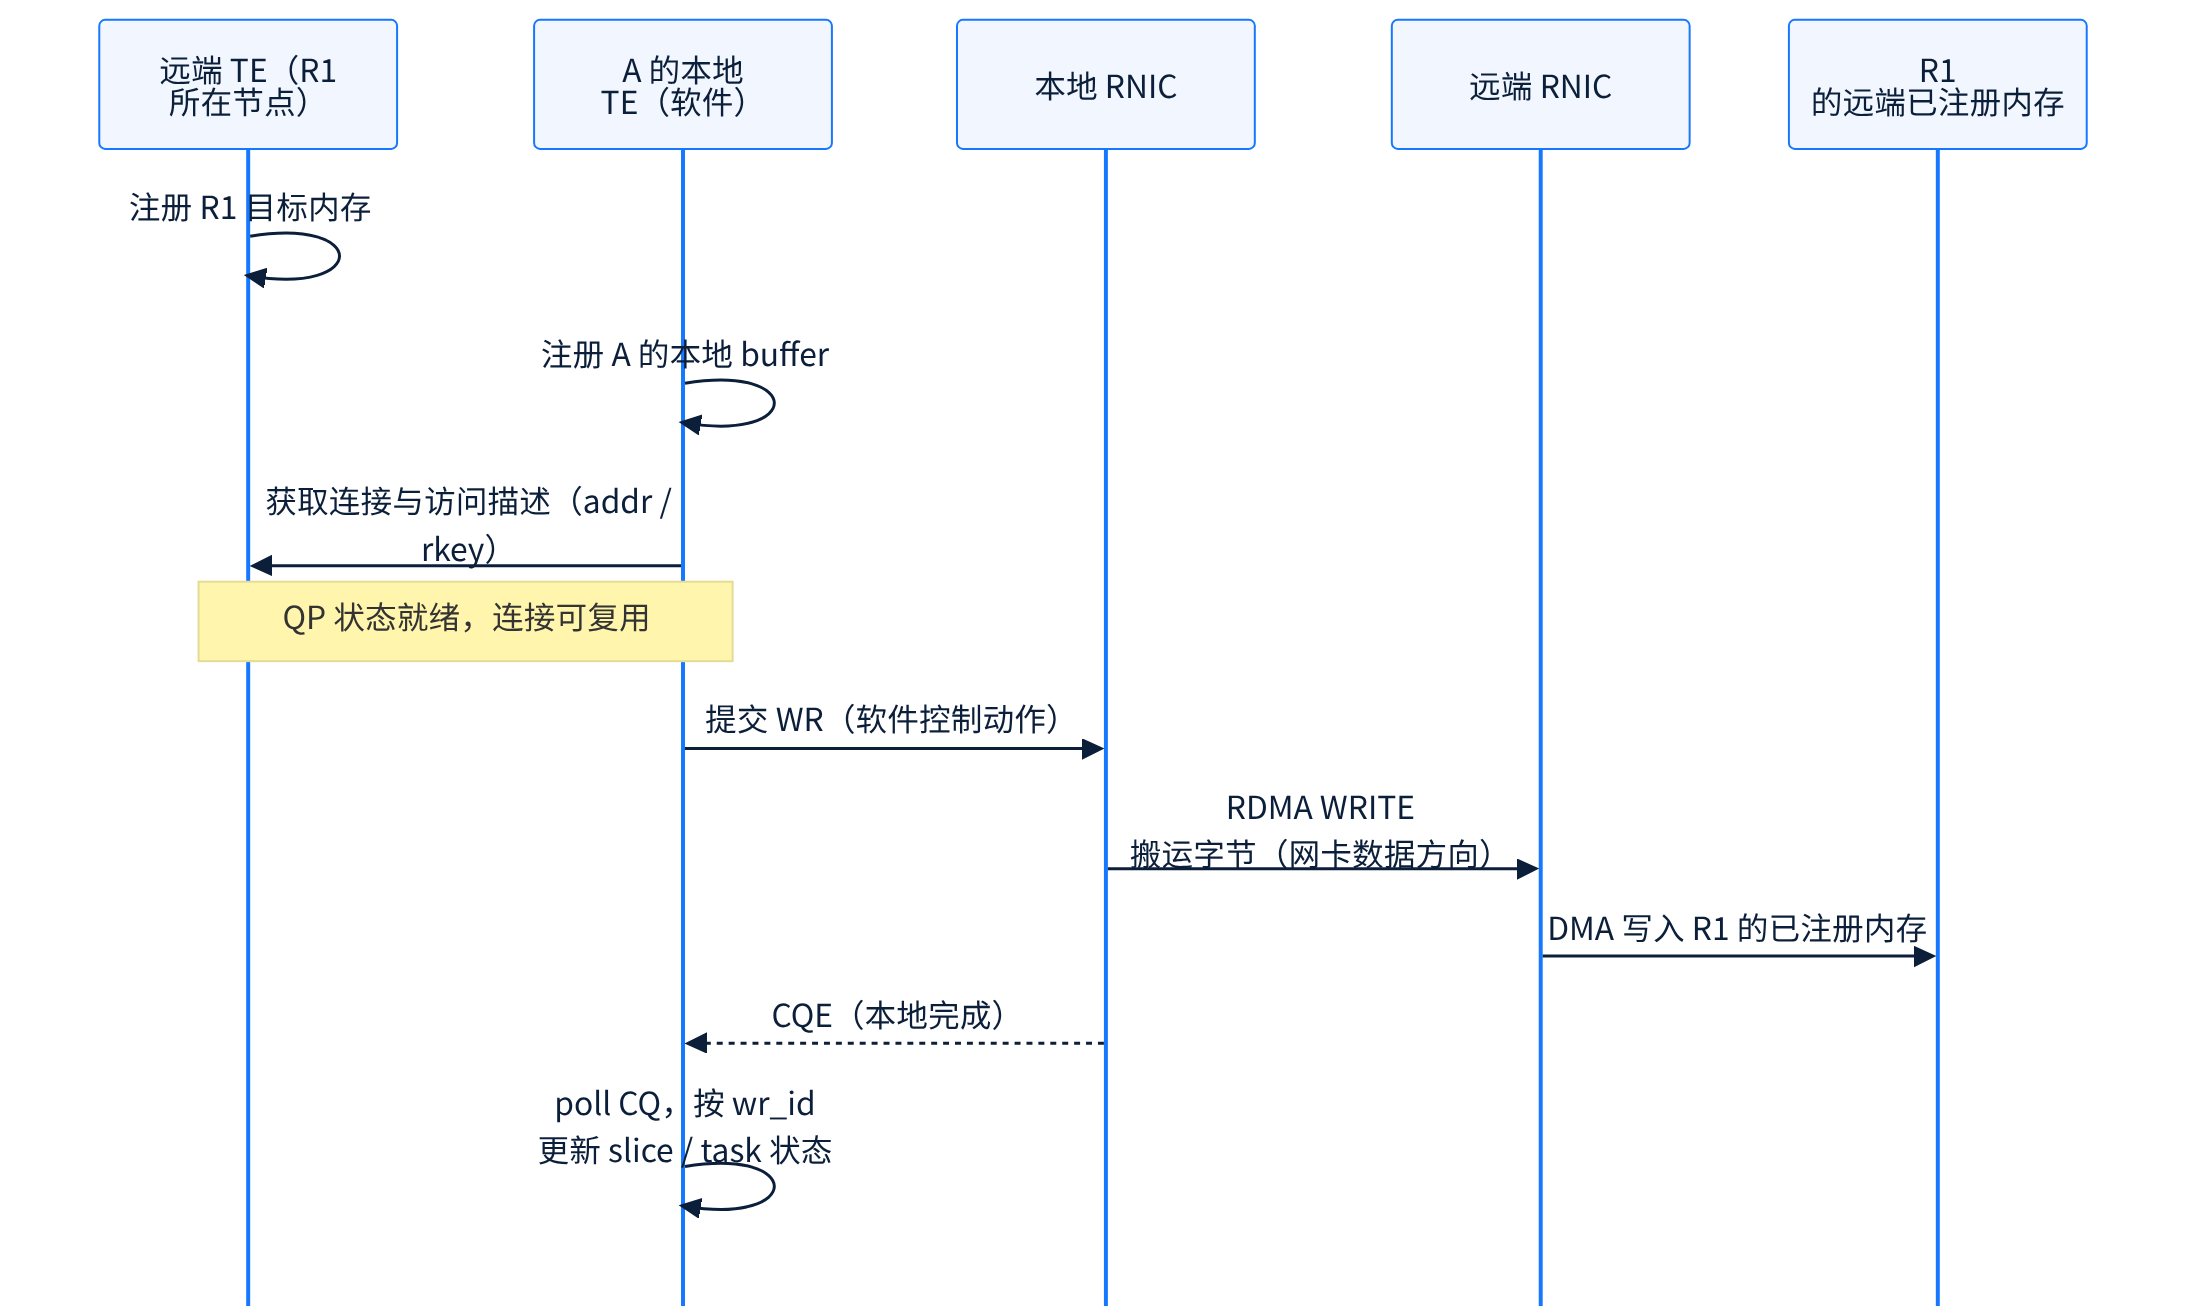 远端 TE（R1
所在节点）
A 的本地
TE（软件）
本地 RNIC
远端 RNIC
R1
的远端已注册内存
注册 R1 目标内存
注册 A 的本地 buffer
获取连接与访问描述（addr /
rkey）
QP 状态就绪，连接可复用
提交 WR（软件控制动作）
RDMA WRITE
搬运字节（网卡数据方向）
DMA 写入 R1 的已注册内存
CQE（本地完成）
poll CQ，按 wr_id
更新 slice / task 状态